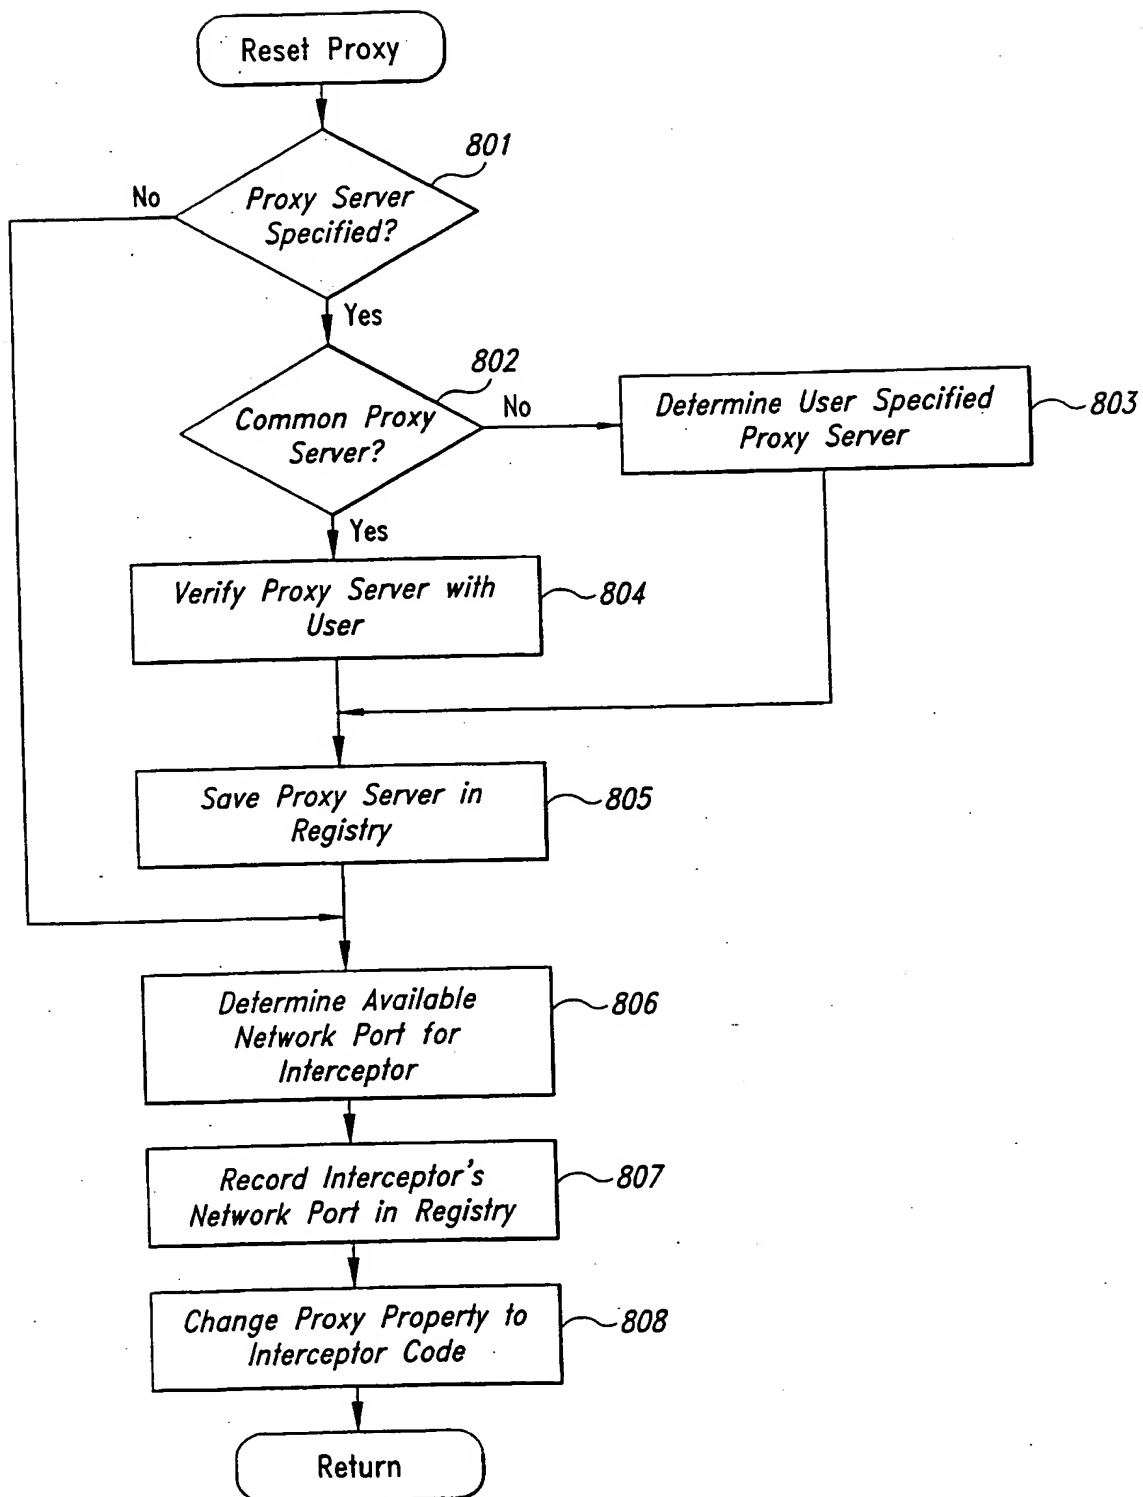 Reset Proxy
801
No
Proxy Server
Specified?
Yes
802
Common Proxy
Server?
No
Determine User Specified
Proxy Server
803
Yes
Verify Proxy Server with
User
804
Save Proxy Server in
Registry
805
Determine Available
Network Port for
Interceptor
806
Record Interceptor's
Network Port in Registry
807
Change Proxy Property to
Interceptor Code
808
Return